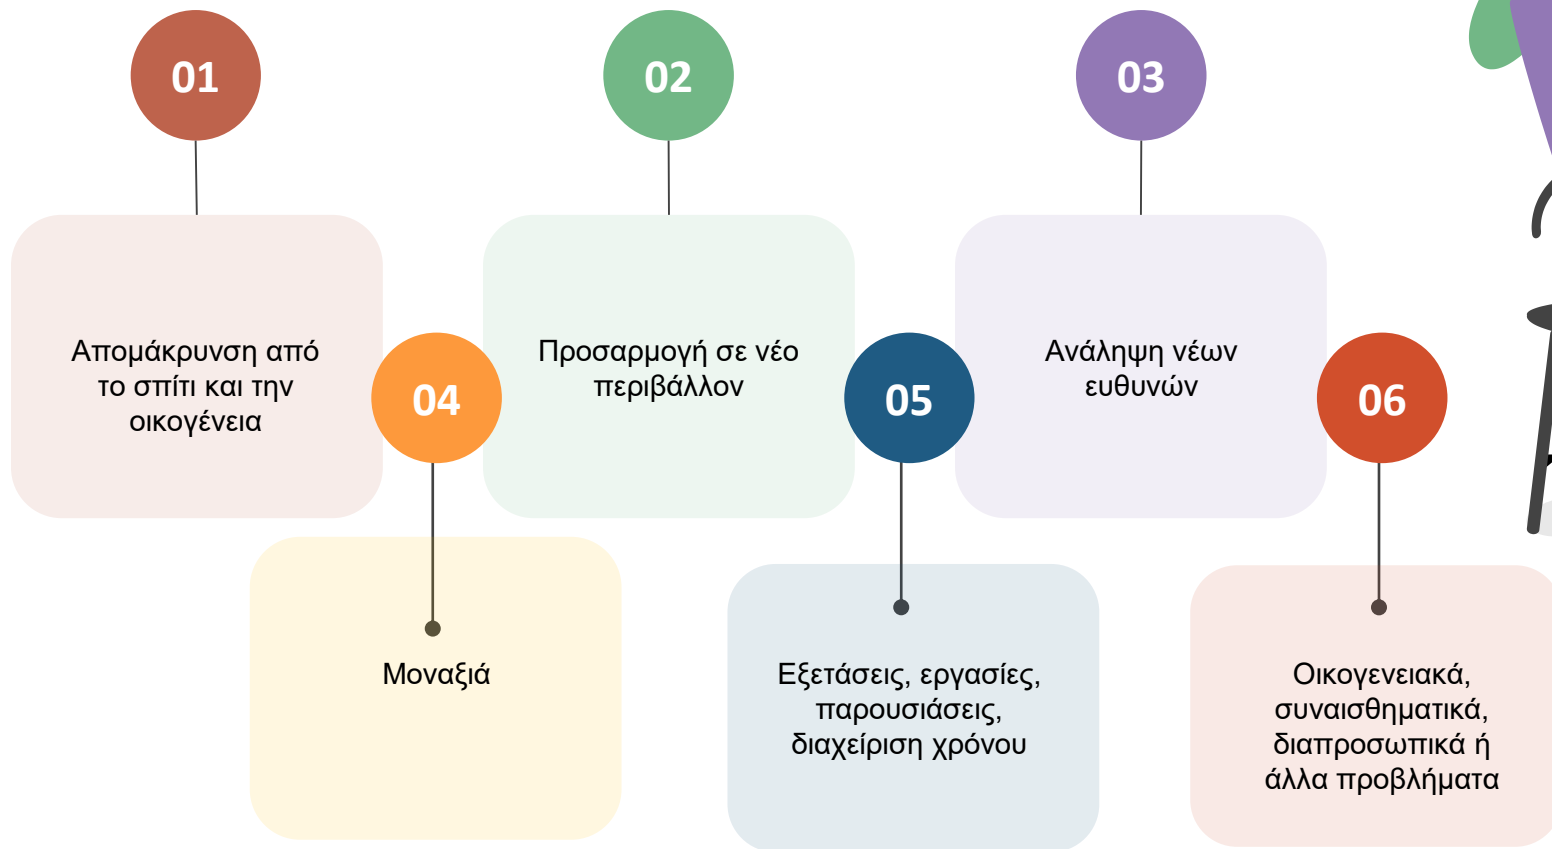 01
Απομάκρυνση από
το σπίτι και την
οικογένεια
02
Προσαρμογή σε νέο
περιβάλλον
03
Ανάληψη νέων
ευθυνών
04
Μοναξιά
05
Εξετάσεις, εργασίες,
παρουσιάσεις,
διαχείριση χρόνου
06
Οικογενειακά,
συναισθηματικά,
διαπροσωπικά ή
άλλα προβλήματα